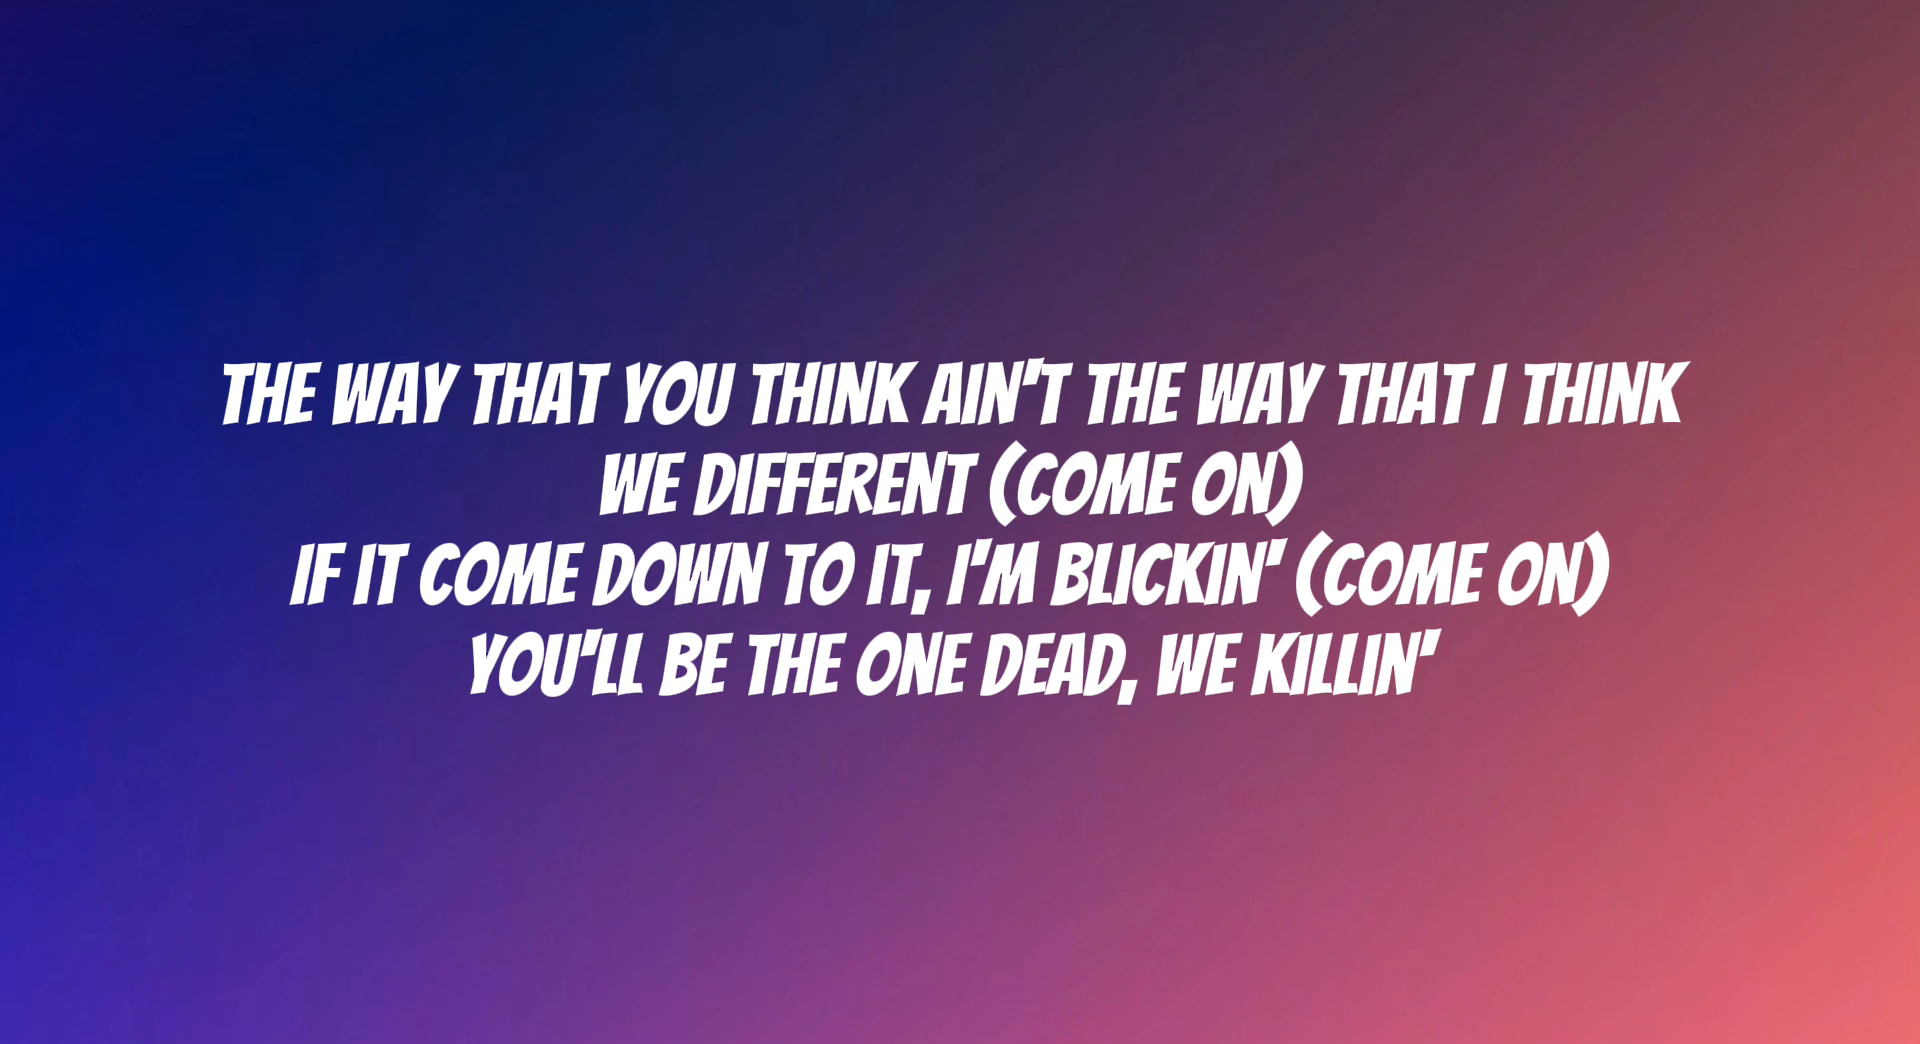 THE WAY THAT YOU THINK AIN'T THE WAY THAT I THINK
WE DIFFERENT (COME ON)
IF IT COME DOWN TO IT, I'M BLICKIN' (COME ON)
YOU'LL BE THE ONE DEAD, WE KILLIN'